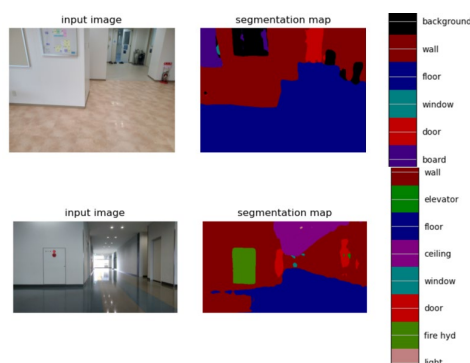 input image
segmentation map
background
wall
floor
window
door
board
wall
elevator
floor
ceiling
window
door
fire hyd
light
input image
segmentation map